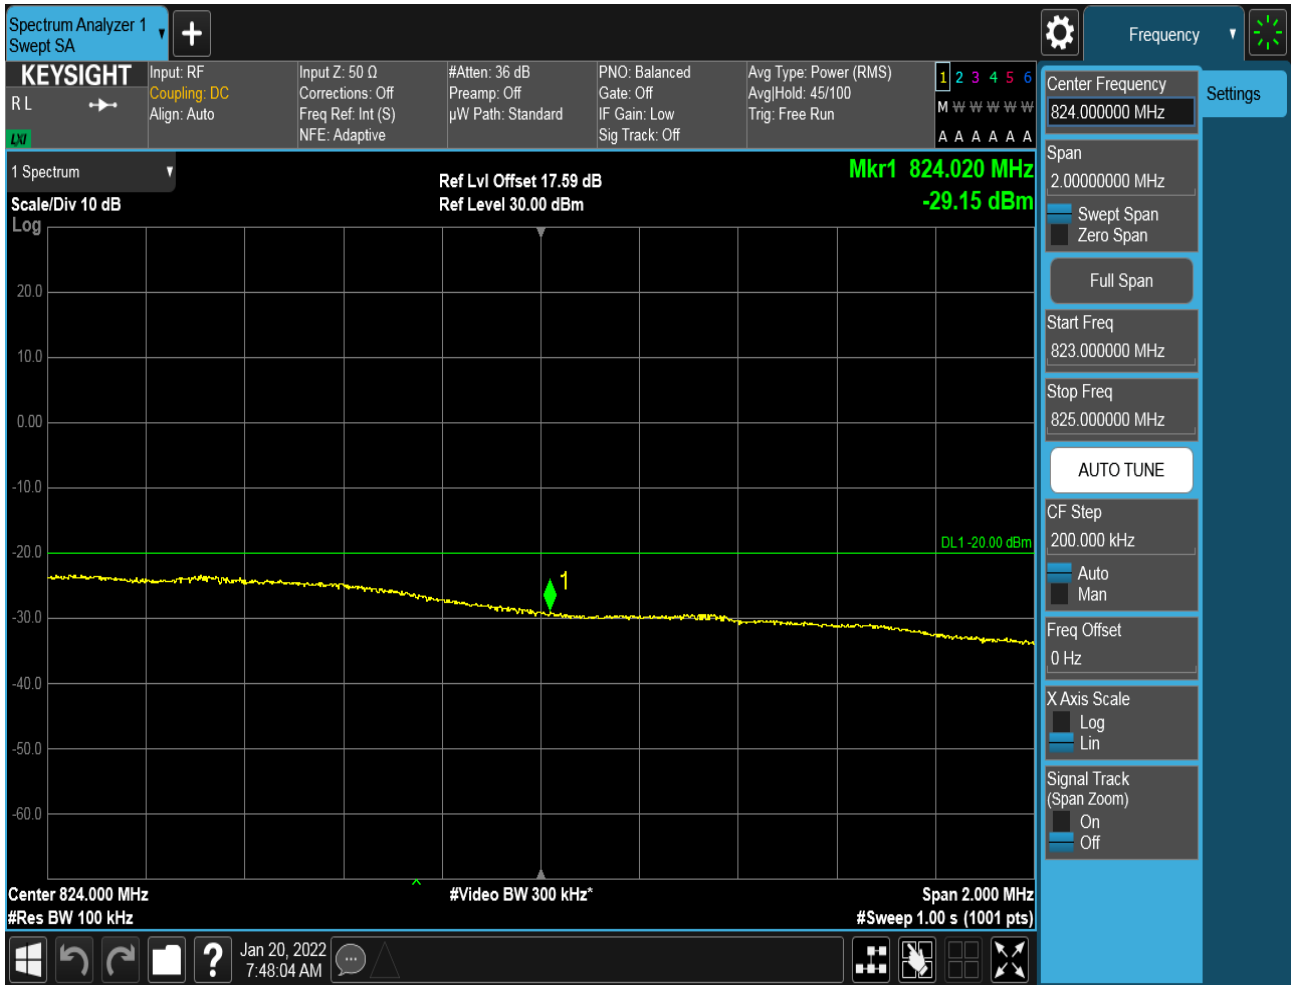 Spectrum Analyzer 1
Swept SA
+
Frequency
KEYSIGHT
R L
LXI
Input: RF
Coupling: DC
Align: Auto
Input Z: 50 Ω
Corrections: Off
Freq Ref: Int (S)
NFE: Adaptive
#Atten: 36 dB
Preamp: Off
µW Path: Standard
PNO: Balanced
Gate: Off
IF Gain: Low
Sig Track: Off
Avg Type: Power (RMS)
Avg|Hold: 45/100
Trig: Free Run
1 2 3 4 5 6
M W W W W W
A A A A A A
1 Spectrum
Scale/Div 10 dB
Log
Ref Lvl Offset 17.59 dB
Ref Level 30.00 dBm
Mkr1 824.020 MHz
-29.15 dBm
20.0
10.0
0.00
-10.0
-20.0
-30.0
-40.0
-50.0
-60.0
DL1 -20.00 dBm
1
Center 824.000 MHz
#Res BW 100 kHz
#Video BW 300 kHz*
Span 2.000 MHz
#Sweep 1.00 s (1001 pts)
Center Frequency
824.000000 MHz
Settings
Span
2.00000000 MHz
Swept Span
Zero Span
Full Span
Start Freq
823.000000 MHz
Stop Freq
825.000000 MHz
AUTO TUNE
CF Step
200.000 kHz
Auto
Man
Freq Offset
0 Hz
X Axis Scale
Log
Lin
Signal Track
(Span Zoom)
On
Off
?
Jan 20, 2022
7:48:04 AM